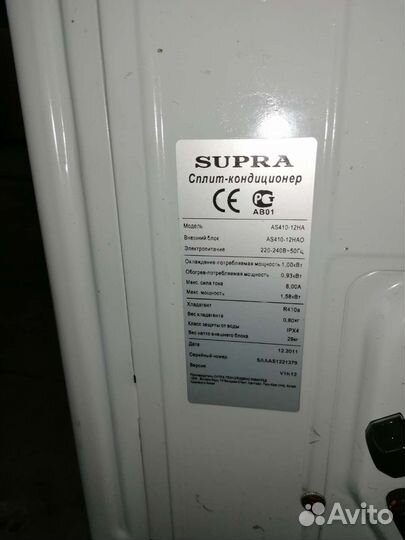 SUPRA
Сплит-кондиционер
CE РС
АВ01
Модель AS410-12HA
Внешний блок AS410-12HAO
Электропитание 220-240В~50Гц
Охлаждение-потребляемая мощность 1,00кВт
Обогрев-потребляемая мощность 0,93кВт
Макс. сила тока 8,00А
Макс. мощность 1,58кВт
Хладагент R410a
Вес хладагента 0,80кг
Класс защиты от воды IPX4
Вес нетто внешнего блока 29кг
Дата 12.2011
Серийный номер
Версия V1K12
Avito